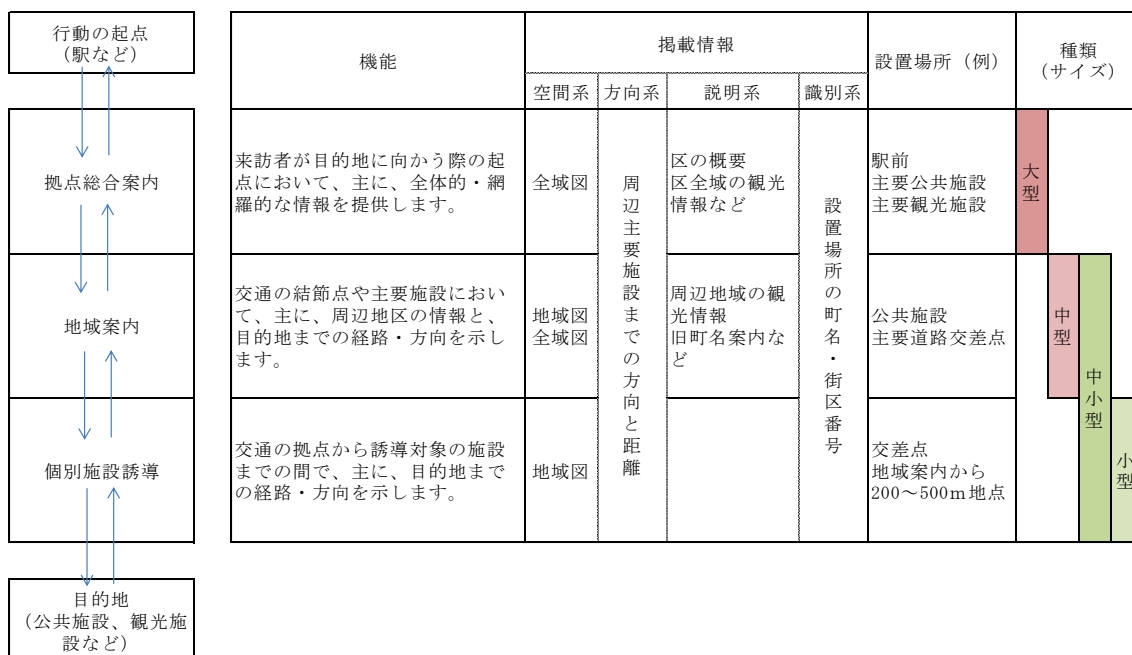 行動の起点
（駅など）
機能
掲載情報
設置場所（例）
種類
（サイズ）
空間系
方向系
説明系
識別系
拠点総合案内
来訪者が目的地に向かう際の起
点において、主に、全体的・網
羅的な情報を提供します。
全域図
周辺主要施設までの方向と距離
区の概要
区全域の観光
情報など
設置場所の町名・街区番号
駅前
主要公共施設
主要観光施設
大型
地域案内
交通の結節点や主要施設におい
て、主に、周辺地区の情報と、
目的地までの経路・方向を示し
ます。
地域図
全域図
周辺地域の観
光情報
旧町名案内な
ど
公共施設
主要道路交差点
中型
中小型
個別施設誘導
交通の拠点から誘導対象の施設
までの間で、主に、目的地まで
の経路・方向を示します。
地域図
交差点
地域案内から
200～500ｍ地点
小型
目的地
（公共施設、観光施
設など）